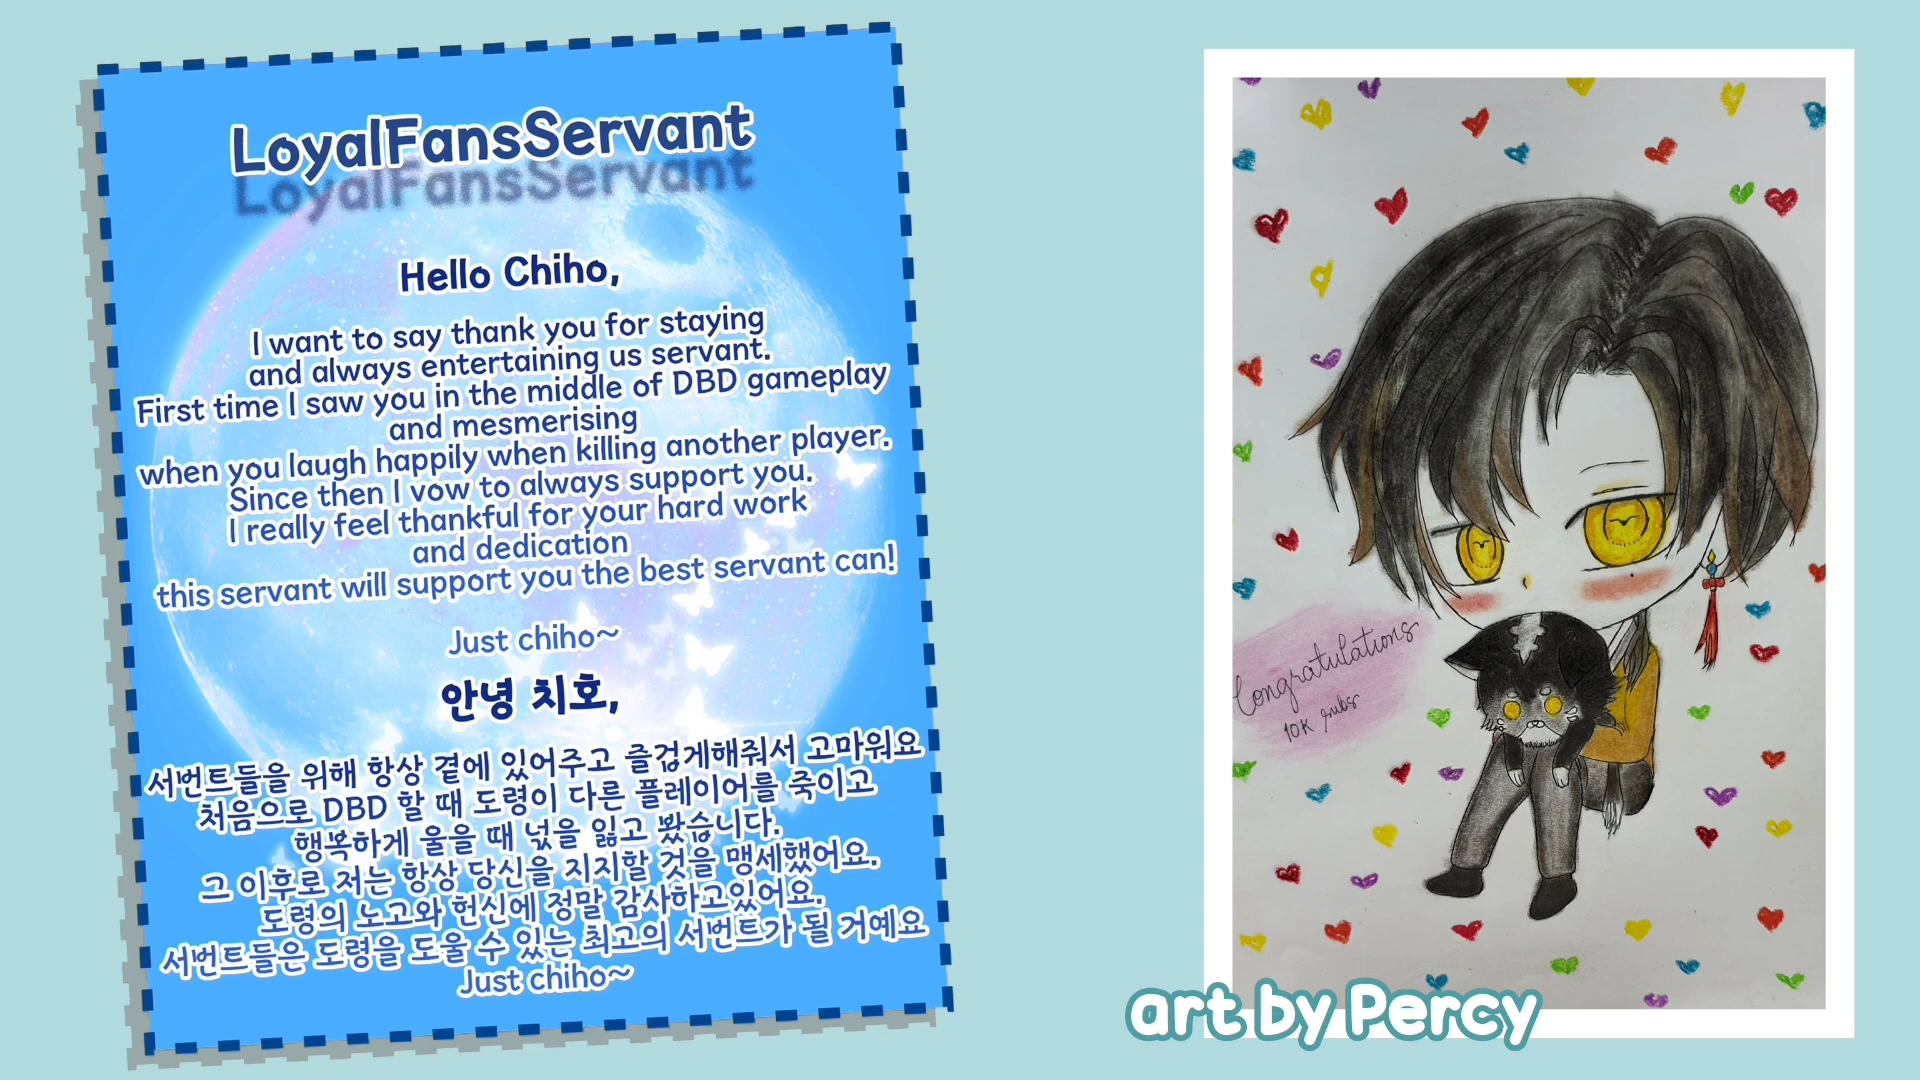 LoyalFansServant
Hello Chiho,
I want to say thank you for staying
and always entertaining us servant.
First time I saw you in the middle of DBD gameplay
and mesmerising
when you laugh happily when killing another player.
Since then I vow to always support you.
I really feel thankful for your hard work
and dedication
this servant will support you the best servant can!
Just chiho~
안녕 치호,
서번트들을 위해 항상 곁에 있어주고 즐겁게해줘서 고마워요
처음으로 DBD 할 때 도령이 다른 플레이어를 죽이고
행복하게 울을 때 넋을 잃고 봤습니다.
그 이후로 저는 항상 당신을 지지할 것을 맹세했어요.
도령의 노고와 헌신에 정말 감사하고있어요.
서번트들은 도령을 도울 수 있는 최고의 서번트가 될 거예요
Just chiho~
Congratulations
10K subs
art by Percy